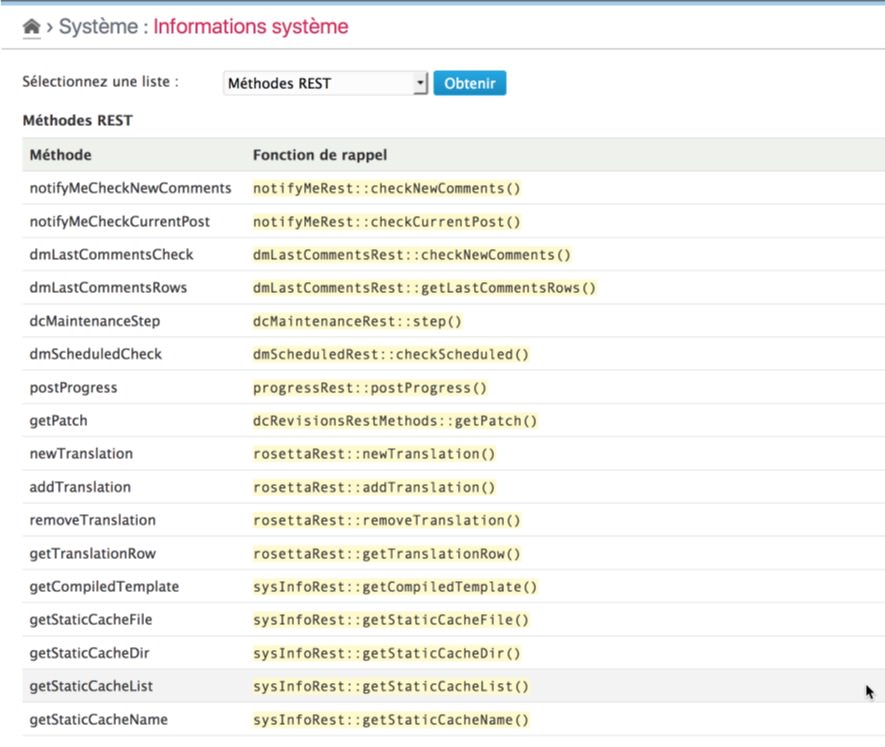 › Système : Informations système
Sélectionnez une liste : Méthodes REST Obtenir
Méthodes REST
Méthode Fonction de rappel
notifyMeCheckNewComments notifyMeRest::checkNewComments()
notifyMeCheckCurrentPost notifyMeRest::checkCurrentPost()
dmLastCommentsCheck dmLastCommentsRest::checkNewComments()
dmLastCommentsRows dmLastCommentsRest::getLastCommentsRows()
dcMaintenanceStep dcMaintenanceRest::step()
dmScheduledCheck dmScheduledRest::checkScheduled()
postProgress progressRest::postProgress()
getPatch dcRevisionsRestMethods::getPatch()
newTranslation rosettaRest::newTranslation()
addTranslation rosettaRest::addTranslation()
removeTranslation rosettaRest::removeTranslation()
getTranslationRow rosettaRest::getTranslationRow()
getCompiledTemplate sysInfoRest::getCompiledTemplate()
getStaticCacheFile sysInfoRest::getStaticCacheFile()
getStaticCacheDir sysInfoRest::getStaticCacheDir()
getStaticCacheList sysInfoRest::getStaticCacheList()
getStaticCacheName sysInfoRest::getStaticCacheName()